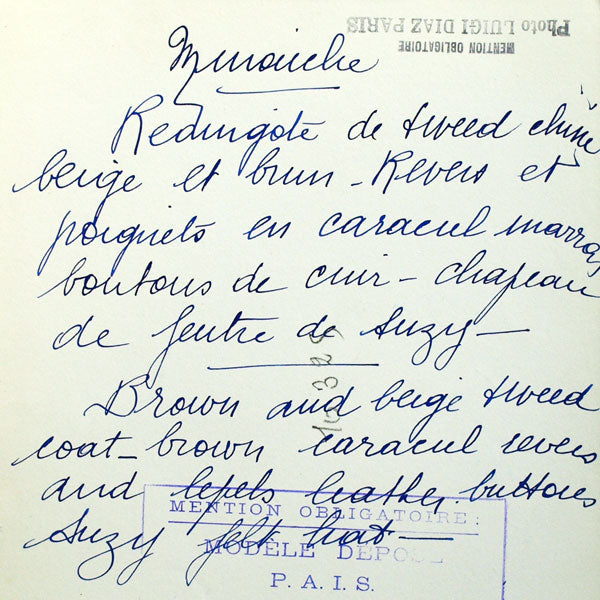 MENTION OBLIGATOIRE
Photo LUIGI DIAZ PARIS
Redingote de tweed chiné
beige et brun - Revers et
poignets en caracul marron
boutons de cuir - chapeau
de feutre de Suzy -
Brown and beige tweed
coat - brown caracul revers
and lepels leather buttons
Suzy felt hat -
MENTION OBLIGATOIRE:
MODÈLE DÉPOSÉ
P. A. I. S.